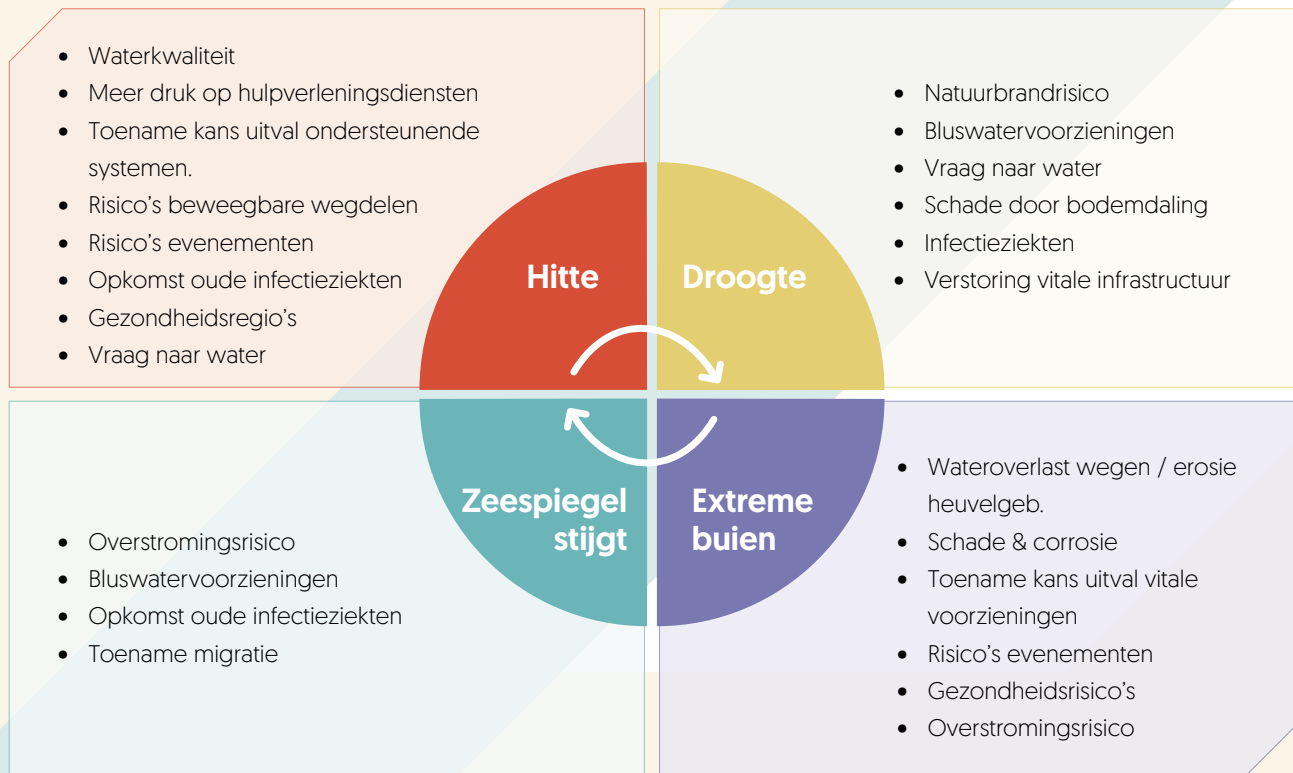 • Waterkwaliteit
• Meer druk op hulpverleningsdiensten
• Toename kans uitval ondersteunende
systemen.
• Risico's beweegbare wegdelen
• Risico's evenementen
• Opkomst oude infectieziekten
• Gezondheidsregio's
• Vraag naar water
Hitte
Droogte
• Natuurbrandrisico
• Bluswatervoorzieningen
• Vraag naar water
• Schade door bodemdaling
• Infectieziekten
• Verstoring vitale infrastructuur
• Overstromingsrisico
• Bluswatervoorzieningen
• Opkomst oude infectieziekten
• Toename migratie
Zeespiegel
stijgt
Extreme
buien
• Wateroverlast wegen / erosie
heuvelgeb.
• Schade & corrosie
• Toename kans uitval vitale
voorzieningen
• Risico's evenementen
• Gezondheidsrisico's
• Overstromingsrisico